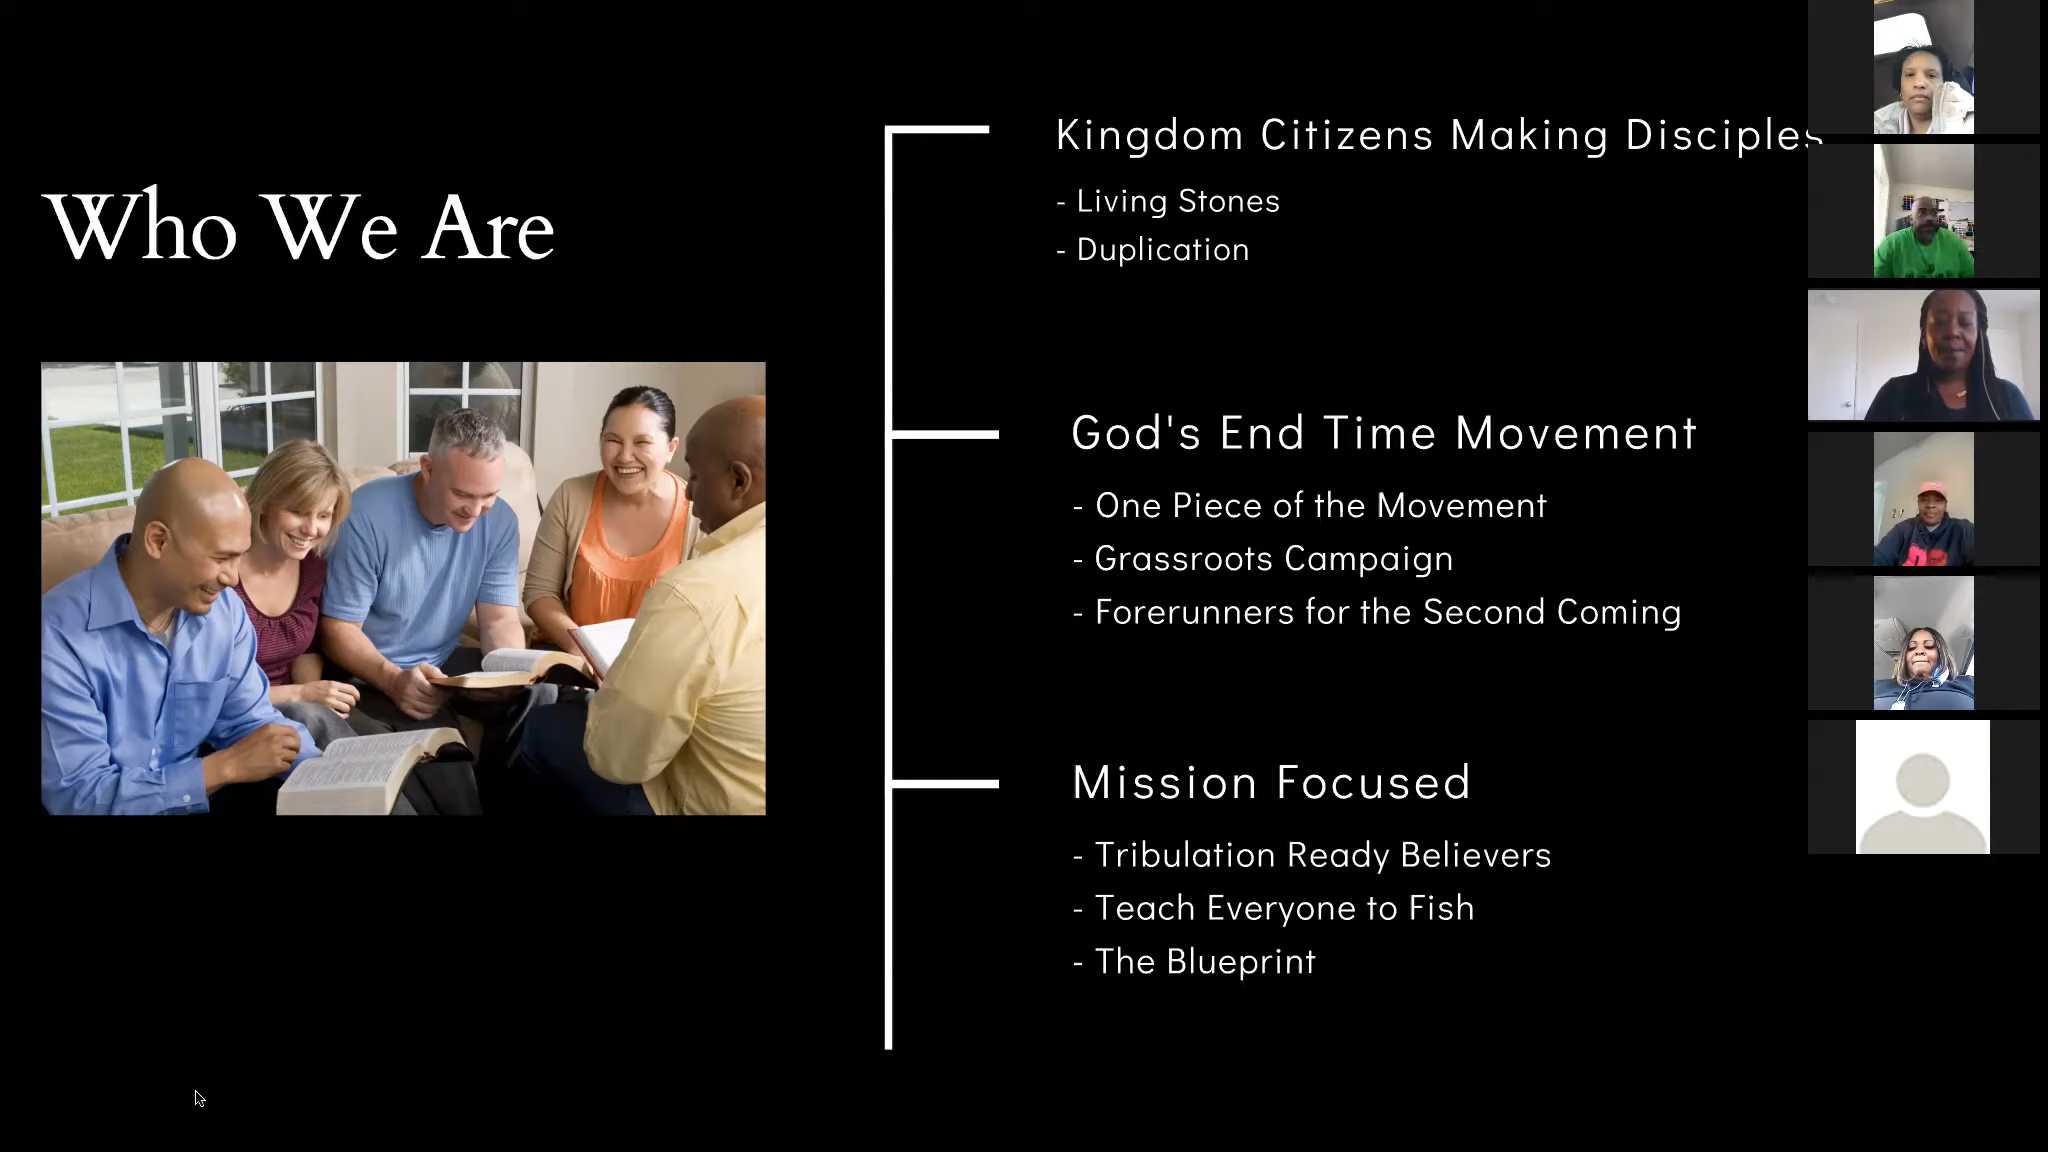 Who We Are
Kingdom Citizens Making Disciples
- Living Stones
- Duplication
God's End Time Movement
- One Piece of the Movement
- Grassroots Campaign
- Forerunners for the Second Coming
Mission Focused
- Tribulation Ready Believers
- Teach Everyone to Fish
- The Blueprint